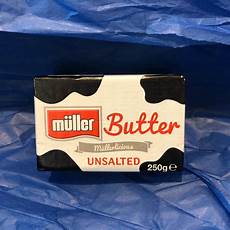 müller
Butter
Müllerlicious
UNSALTED
250g e